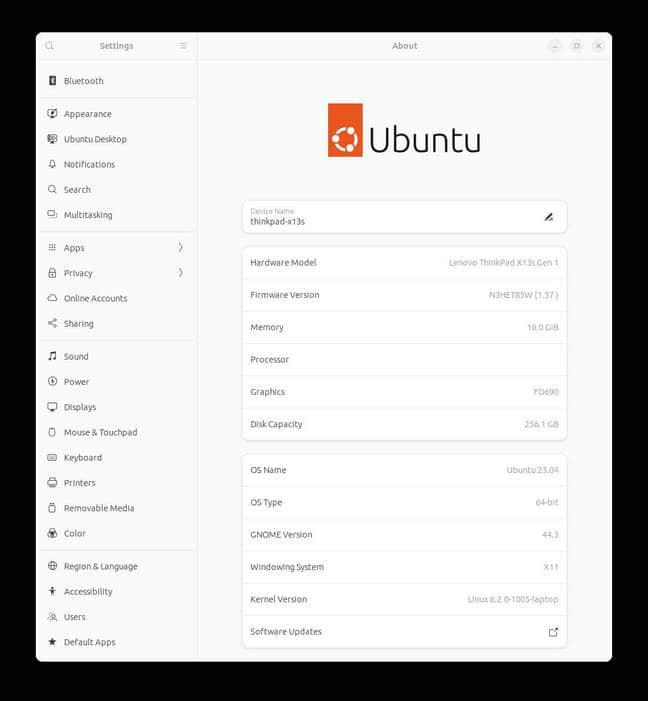 Settings
About
Bluetooth
Appearance
Ubuntu Desktop
Notifications
Search
Multitasking
Apps
Privacy
Online Accounts
Sharing
Sound
Power
Displays
Mouse & Touchpad
Keyboard
Printers
Removable Media
Color
Region & Language
Accessibility
Users
Default Apps
Ubuntu
Device Name
thinkpad-x13s
Hardware Model Lenovo ThinkPad X13s Gen 1
Firmware Version N3HET85W (1.57 )
Memory 16.0 GiB
Processor
Graphics FD690
Disk Capacity 256.1 GB
OS Name Ubuntu 23.04
OS Type 64-bit
GNOME Version 44.3
Windowing System X11
Kernel Version Linux 6.2.0-1005-laptop
Software Updates